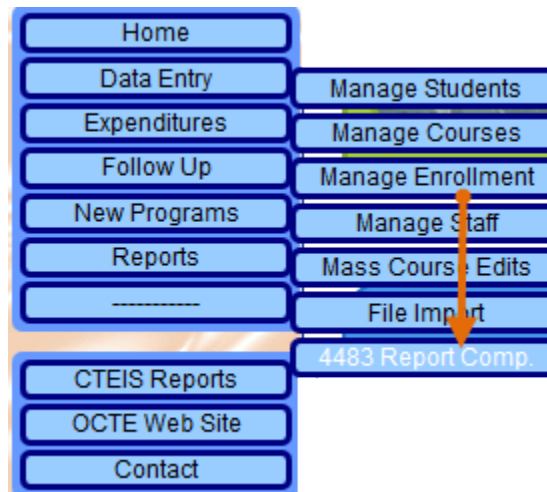 Home
Data Entry
Expenditures
Follow Up
New Programs
Reports
-----------
CTEIS Reports
OCTE Web Site
Contact
Manage Students
Manage Courses
Manage Enrollment
Manage Staff
Mass Course Edits
File Import
4483 Report Comp.